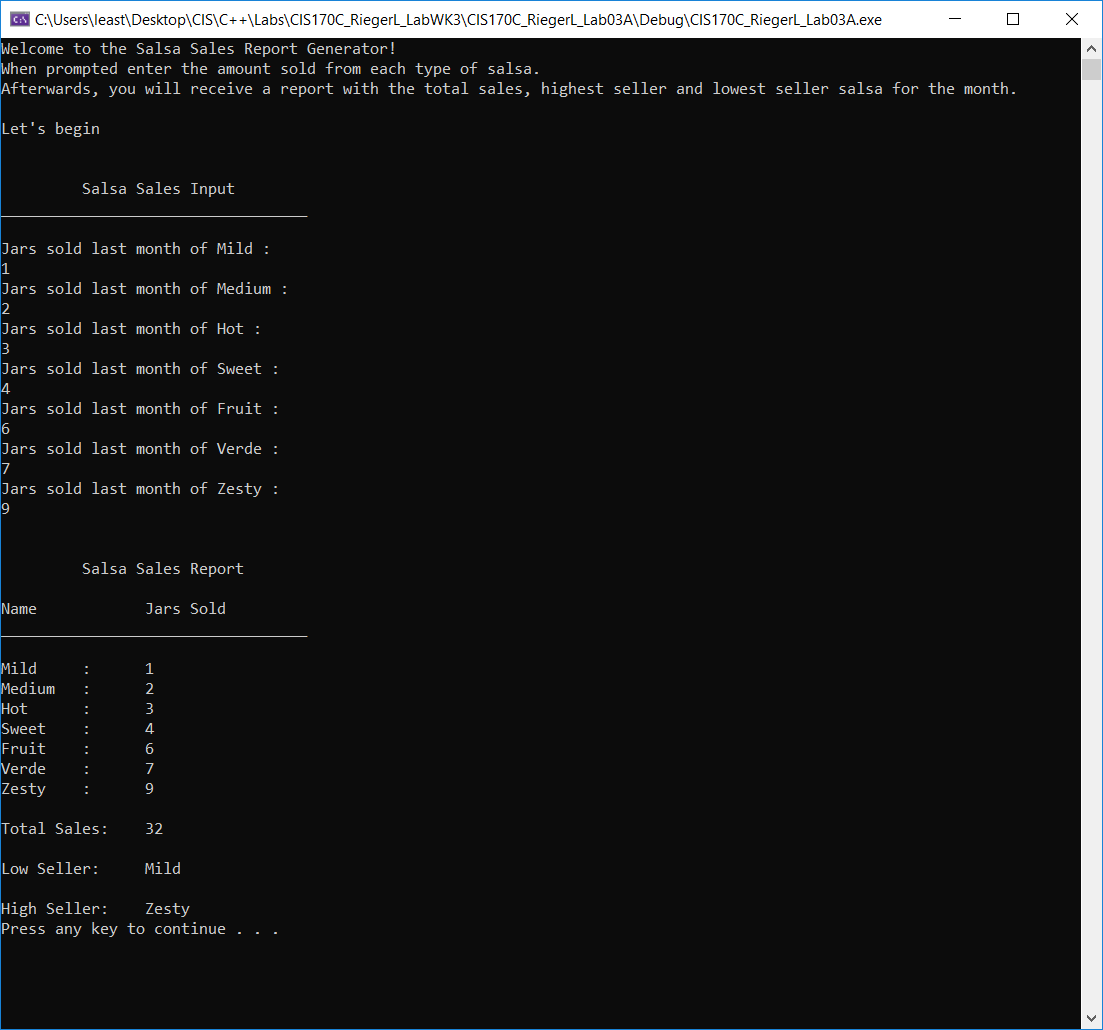 C:\Users\least\Desktop\CIS\C++\Labs\CIS170C_RiegerL_LabWK3\CIS170C_RiegerL_Lab03A\Debug\CIS170C_RiegerL_Lab03A.exe
Welcome to the Salsa Sales Report Generator!
When prompted enter the amount sold from each type of salsa.
Afterwards, you will receive a report with the total sales, highest seller and lowest seller salsa for the month.
Let's begin
Salsa Sales Input
__________________________________
Jars sold last month of Mild :
1
Jars sold last month of Medium :
2
Jars sold last month of Hot :
3
Jars sold last month of Sweet :
4
Jars sold last month of Fruit :
6
Jars sold last month of Verde :
7
Jars sold last month of Zesty :
9
Salsa Sales Report
Name            Jars Sold
__________________________________
Mild     :      1
Medium   :      2
Hot      :      3
Sweet    :      4
Fruit    :      6
Verde    :      7
Zesty    :      9
Total Sales:    32
Low Seller:     Mild
High Seller:    Zesty
Press any key to continue . . .